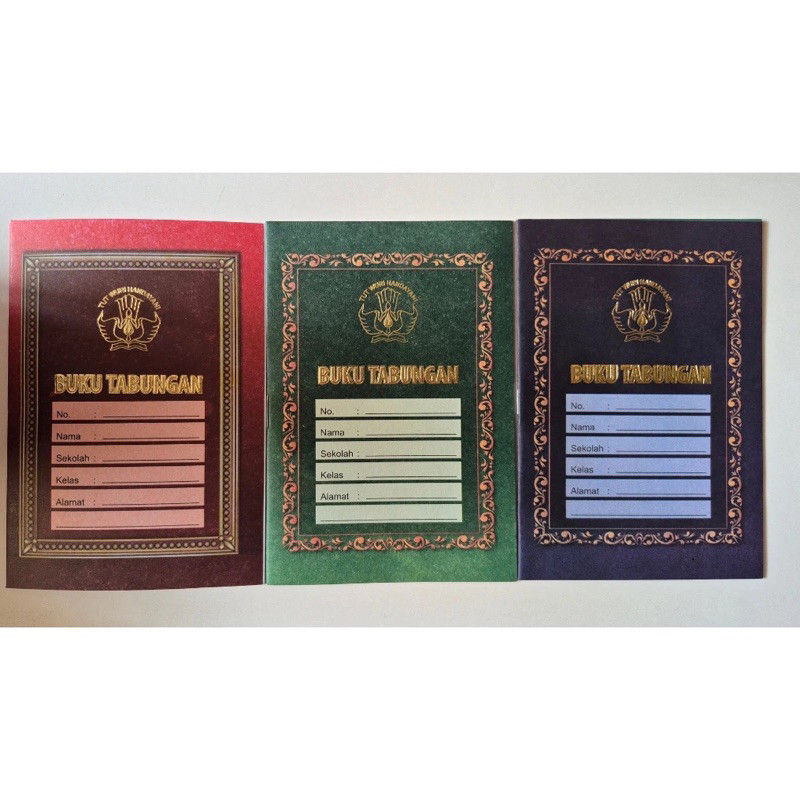 TUT WURI HANDAYANI
BUKU TABUNGAN
No. :
Nama :
Sekolah :
Kelas :
Alamat :
TUT WURI HANDAYANI
BUKU TABUNGAN
No. :
Nama :
Sekolah :
Kelas :
Alamat :
TUT WURI HANDAYANI
BUKU TABUNGAN
No. :
Nama :
Sekolah :
Kelas :
Alamat :